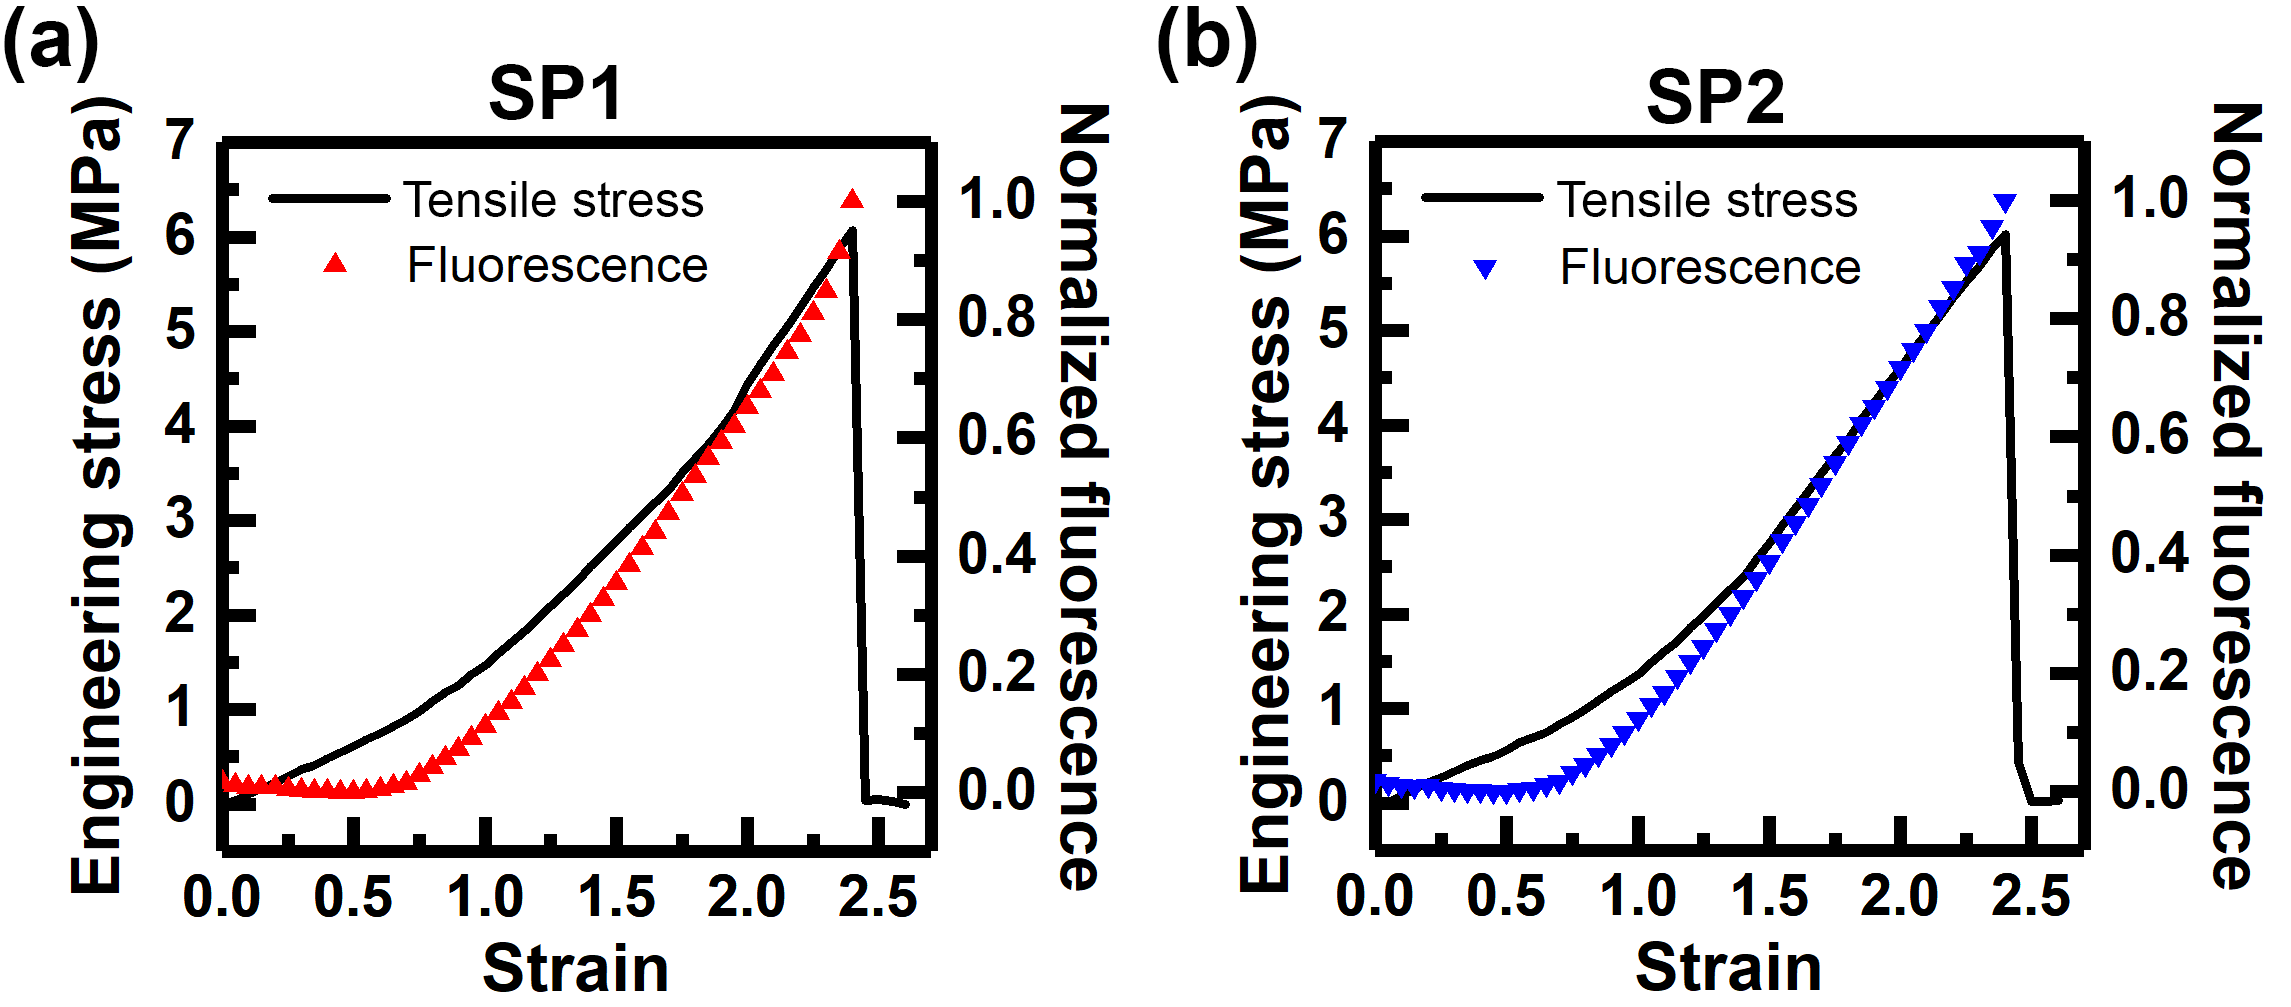 (a)
SP1
Engineering stress (MPa)
7
6
5
4
3
2
1
0
Tensile stress
Fluorescence
1.0
0.8
0.6
0.4
0.2
0.0
Normalized fluorescence
0.0 0.5 1.0 1.5 2.0 2.5
Strain
(b)
SP2
Engineering stress (MPa)
7
6
5
4
3
2
1
0
Tensile stress
Fluorescence
1.0
0.8
0.6
0.4
0.2
0.0
Normalized fluorescence
0.0 0.5 1.0 1.5 2.0 2.5
Strain